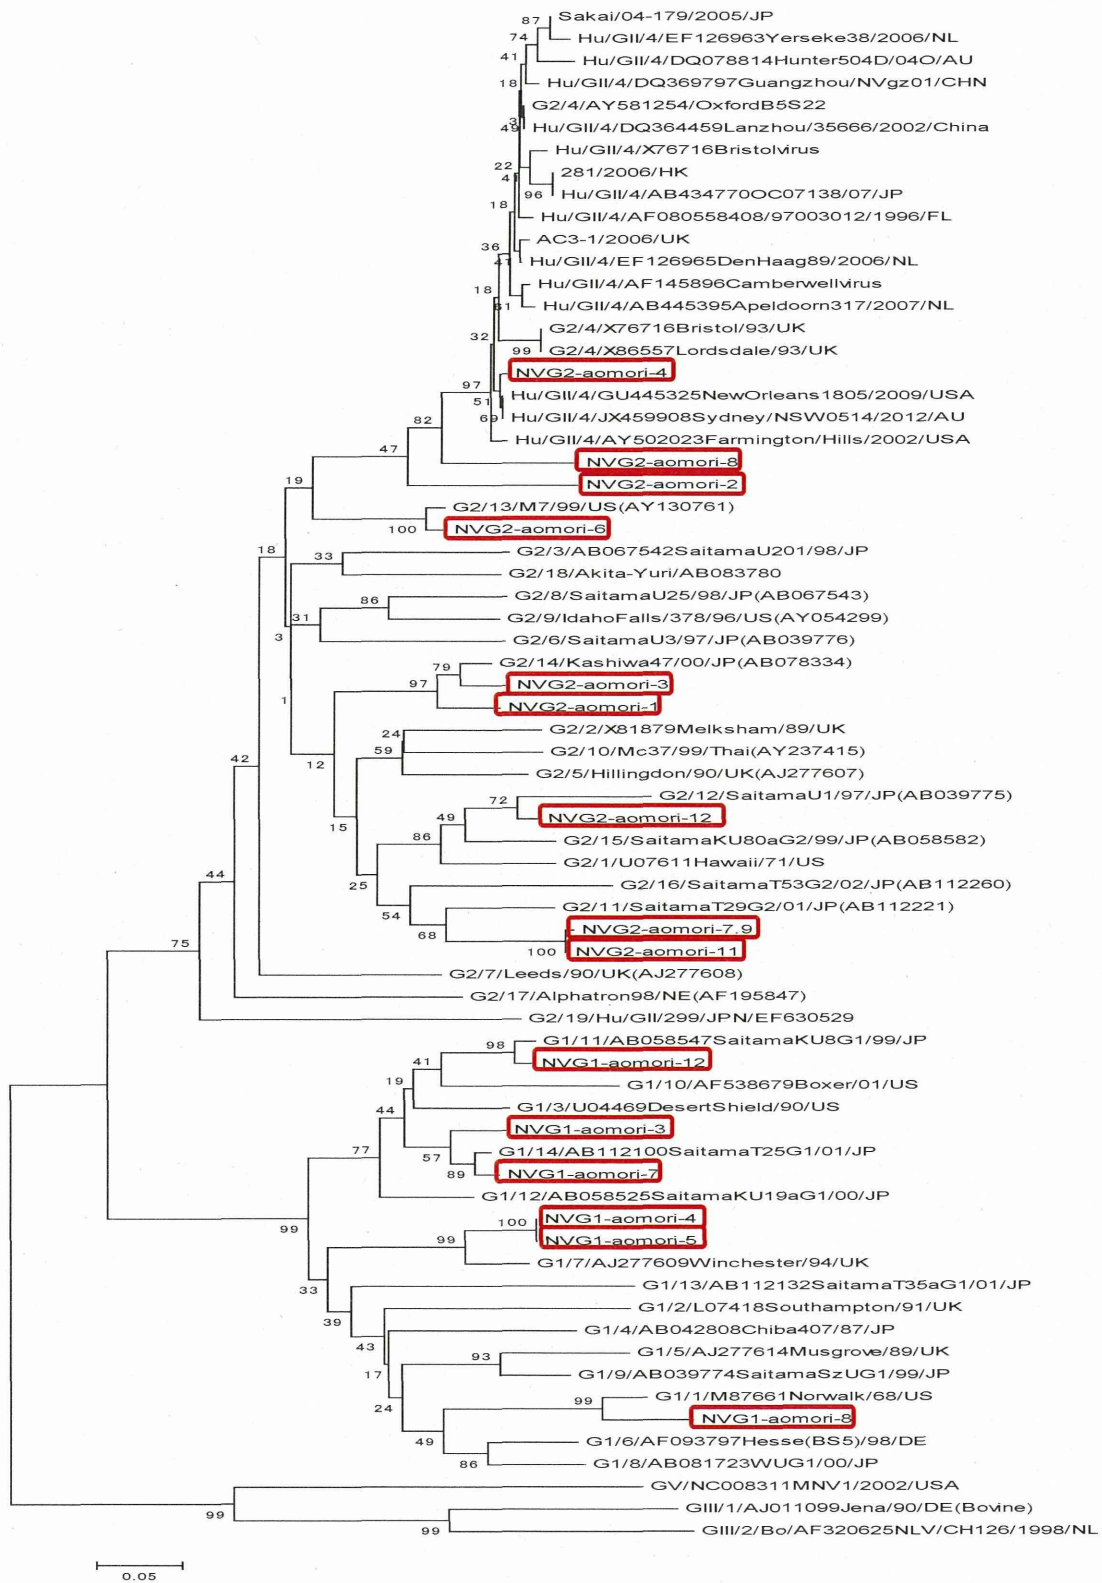 87 Sakai/04-179/2005/JP
74 Hu/GII/4/EF126963Yerseke38/2006/NL
41 Hu/GII/4/DQ078814Hunter504D/04O/AU
18 Hu/GII/4/DQ369797Guangzhou/NVgz01/CHN
G2/4/AY581254/OxfordB5S22
3
49 Hu/GII/4/DQ364459Lanzhou/35666/2002/China
Hu/GII/4/X76716Bristolvirus
22
4 281/2006/HK
96 Hu/GII/4/AB434770OC07138/07/JP
18 Hu/GII/4/AF080558408/97003012/1996/FL
AC3-1/2006/UK
36
41 Hu/GII/4/EF126965DenHaag89/2006/NL
18 Hu/GII/4/AF145896Camberwellvirus
61 Hu/GII/4/AB445395Apeldoorn317/2007/NL
32 G2/4/X76716Bristol/93/UK
99 G2/4/X86557Lordsdale/93/UK
NVG2-aomori-4
97
51 Hu/GII/4/GU445325NewOrleans1805/2009/USA
69 Hu/GII/4/JX459908Sydney/NSW0514/2012/AU
82 Hu/GII/4/AY502023Farmington/Hills/2002/USA
47 NVG2-aomori-8
19 NVG2-aomori-2
G2/13/M7/99/US(AY130761)
100 NVG2-aomori-6
18 33 G2/3/AB067542SaitamaU201/98/JP
G2/18/Akita-Yuri/AB083780
86 G2/8/SaitamaU25/98/JP(AB067543)
31 G2/9/IdahoFalls/378/96/US(AY054299)
3 G2/6/SaitamaU3/97/JP(AB039776)
79 G2/14/Kashiwa47/00/JP(AB078334)
97 NVG2-aomori-3
1 NVG2-aomori-1
24 G2/2/X81879Melksham/89/UK
42 12 59 G2/10/Mc37/99/Thai(AY237415)
G2/5/Hillingdon/90/UK(AJ277607)
72 G2/12/SaitamaU1/97/JP(AB039775)
15 49 NVG2-aomori-12
86 G2/15/SaitamaKU80aG2/99/JP(AB058582)
G2/1/U07611Hawaii/71/US
44 25 G2/16/SaitamaT53G2/02/JP(AB112260)
54 G2/11/SaitamaT29G2/01/JP(AB112221)
68 NVG2-aomori-7.9
75 100 NVG2-aomori-11
G2/7/Leeds/90/UK(AJ277608)
G2/17/Alphatron98/NE(AF195847)
G2/19/Hu/GII/299/JPN/EF630529
98 G1/11/AB058547SaitamaKU8G1/99/JP
41 NVG1-aomori-12
19 G1/10/AF538679Boxer/01/US
44 G1/3/U04469DesertShield/90/US
NVG1-aomori-3
77 57 G1/14/AB112100SaitamaT25G1/01/JP
89 NVG1-aomori-7
G1/12/AB058525SaitamaKU19aG1/00/JP
99 100 NVG1-aomori-4
99 NVG1-aomori-5
G1/7/AJ277609Winchester/94/UK
33 G1/13/AB112132SaitamaT35aG1/01/JP
39 G1/2/L07418Southampton/91/UK
43 G1/4/AB042808Chiba407/87/JP
93 G1/5/AJ277614Musgrove/89/UK
17 G1/9/AB039774SaitamaSzUG1/99/JP
99 G1/1/M87661Norwalk/68/US
24 NVG1-aomori-8
49 G1/6/AF093797Hesse(BS5)/98/DE
86 G1/8/AB081723WUG1/00/JP
GV/NC008311MNV1/2002/USA
99 GIII/1/AJ011099Jena/90/DE(Bovine)
99 GIII/2/Bo/AF320625NLV/CH126/1998/NL
0.05